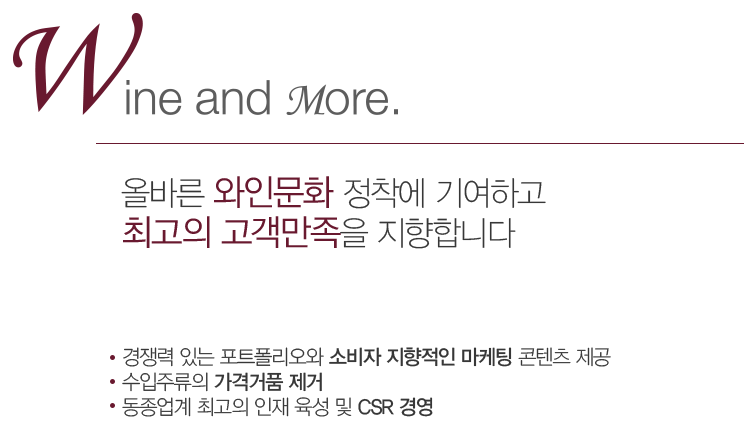 Wine and More.
올바른 와인문화 정착에 기여하고
최고의 고객만족을 지향합니다
• 경쟁력 있는 포트폴리오와 소비자 지향적인 마케팅 콘텐츠 제공
• 수입주류의 가격거품 제거
• 동종업계 최고의 인재 육성 및 CSR 경영